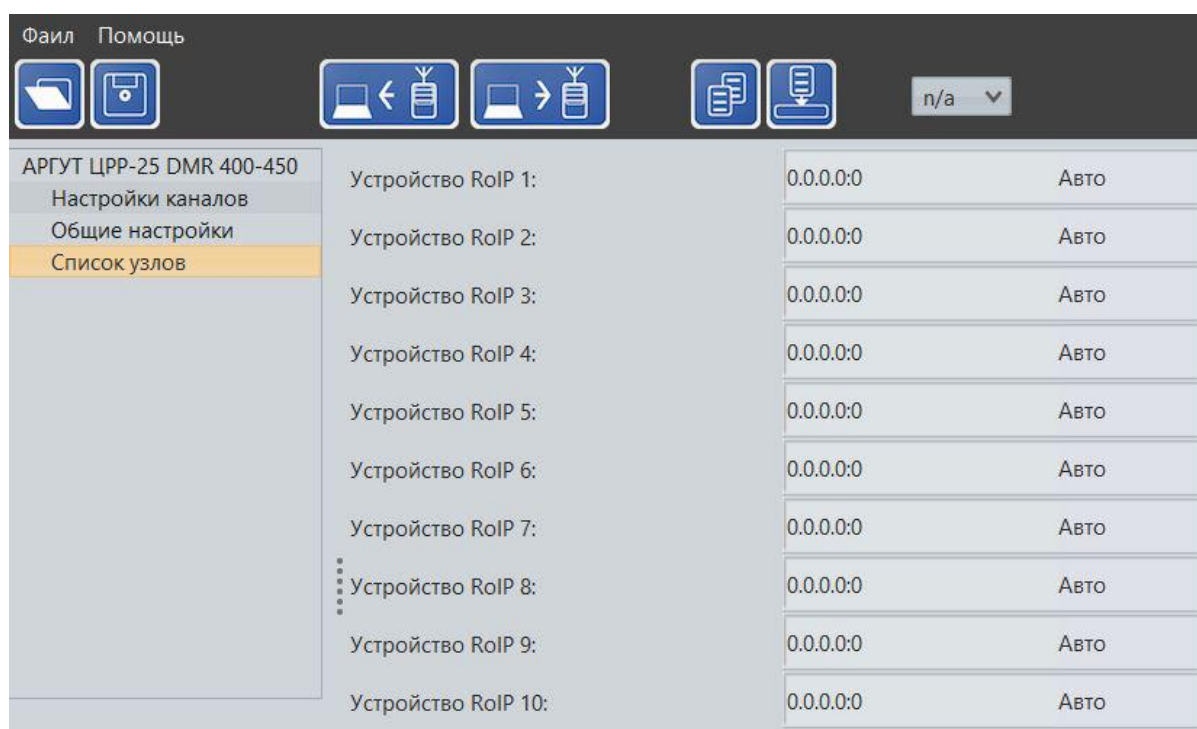 Фаил Помощь
n/a
АРГУТ ЦРР-25 DMR 400-450
Настройки каналов
Общие настройки
Список узлов
Устройство RoIP 1: 0.0.0.0:0 Авто
Устройство RoIP 2: 0.0.0.0:0 Авто
Устройство RoIP 3: 0.0.0.0:0 Авто
Устройство RoIP 4: 0.0.0.0:0 Авто
Устройство RoIP 5: 0.0.0.0:0 Авто
Устройство RoIP 6: 0.0.0.0:0 Авто
Устройство RoIP 7: 0.0.0.0:0 Авто
Устройство RoIP 8: 0.0.0.0:0 Авто
Устройство RoIP 9: 0.0.0.0:0 Авто
Устройство RoIP 10: 0.0.0.0:0 Авто